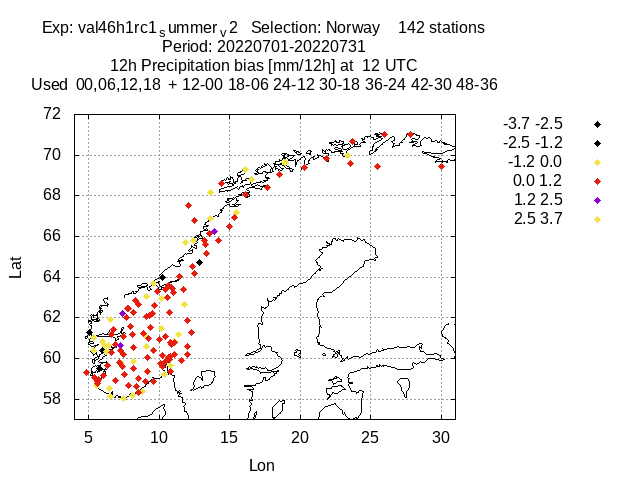 Exp: val46h1rc1summerv2 Selection: Norway 142 stations
Period: 20220701-20220731
12h Precipitation bias [mm/12h] at 12 UTC
Used 00,06,12,18 + 12-00 18-06 24-12 30-18 36-24 42-30 48-36
-3.7 -2.5
-2.5 -1.2
-1.2 0.0
0.0 1.2
1.2 2.5
2.5 3.7
72
70
68
66
64
62
60
58
Lat
5 10 15 20 25 30
Lon